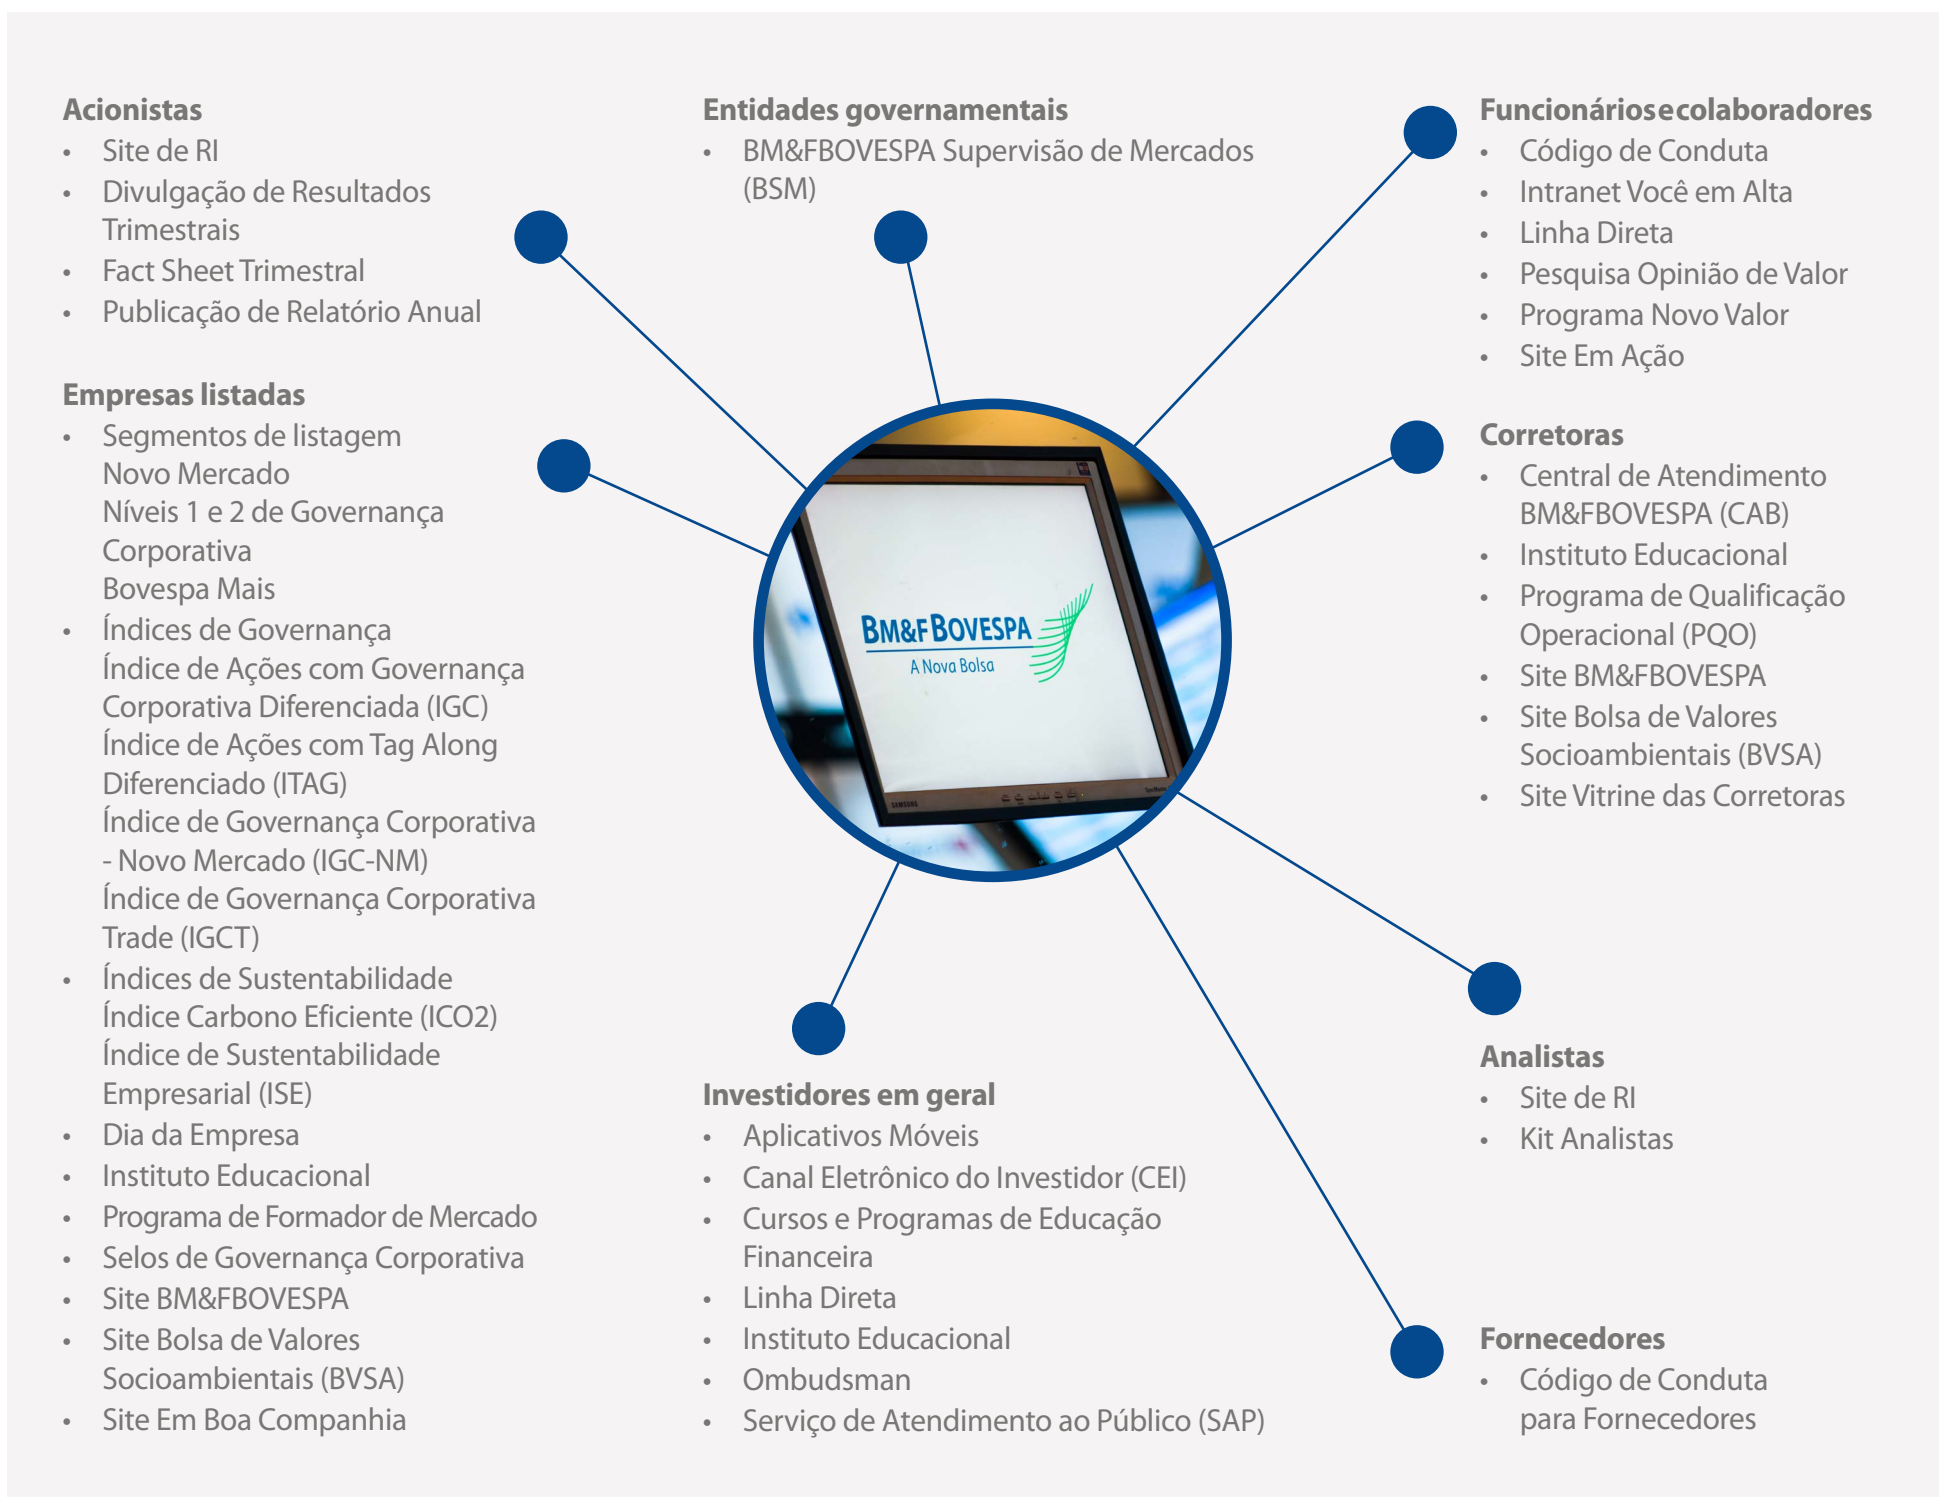 Acionistas
• Site de RI
• Divulgação de Resultados
Trimestrais
• Fact Sheet Trimestral
• Publicação de Relatório Anual
Empresas listadas
• Segmentos de listagem
Novo Mercado
Níveis 1 e 2 de Governança
Corporativa
Bovespa Mais
• Índices de Governança
Índice de Ações com Governança
Corporativa Diferenciada (IGC)
Índice de Ações com Tag Along
Diferenciado (ITAG)
Índice de Governança Corporativa
- Novo Mercado (IGC-NM)
Índice de Governança Corporativa
Trade (IGCT)
• Índices de Sustentabilidade
Índice Carbono Eficiente (ICO2)
Índice de Sustentabilidade
Empresarial (ISE)
• Dia da Empresa
• Instituto Educacional
• Programa de Formador de Mercado
• Selos de Governança Corporativa
• Site BM&FBOVESPA
• Site Bolsa de Valores
Socioambientais (BVSA)
• Site Em Boa Companhia
Entidades governamentais
• BM&FBOVESPA Supervisão de Mercados
(BSM)
BM&FBOVESPA
A Nova Bolsa
SAMSUNG
Investidores em geral
• Aplicativos Móveis
• Canal Eletrônico do Investidor (CEI)
• Cursos e Programas de Educação
Financeira
• Linha Direta
• Instituto Educacional
• Ombudsman
• Serviço de Atendimento ao Público (SAP)
Funcionários e colaboradores
• Código de Conduta
• Intranet Você em Alta
• Linha Direta
• Pesquisa Opinião de Valor
• Programa Novo Valor
• Site Em Ação
Corretoras
• Central de Atendimento
BM&FBOVESPA (CAB)
• Instituto Educacional
• Programa de Qualificação
Operacional (PQO)
• Site BM&FBOVESPA
• Site Bolsa de Valores
Socioambientais (BVSA)
• Site Vitrine das Corretoras
Analistas
• Site de RI
• Kit Analistas
Fornecedores
• Código de Conduta
para Fornecedores